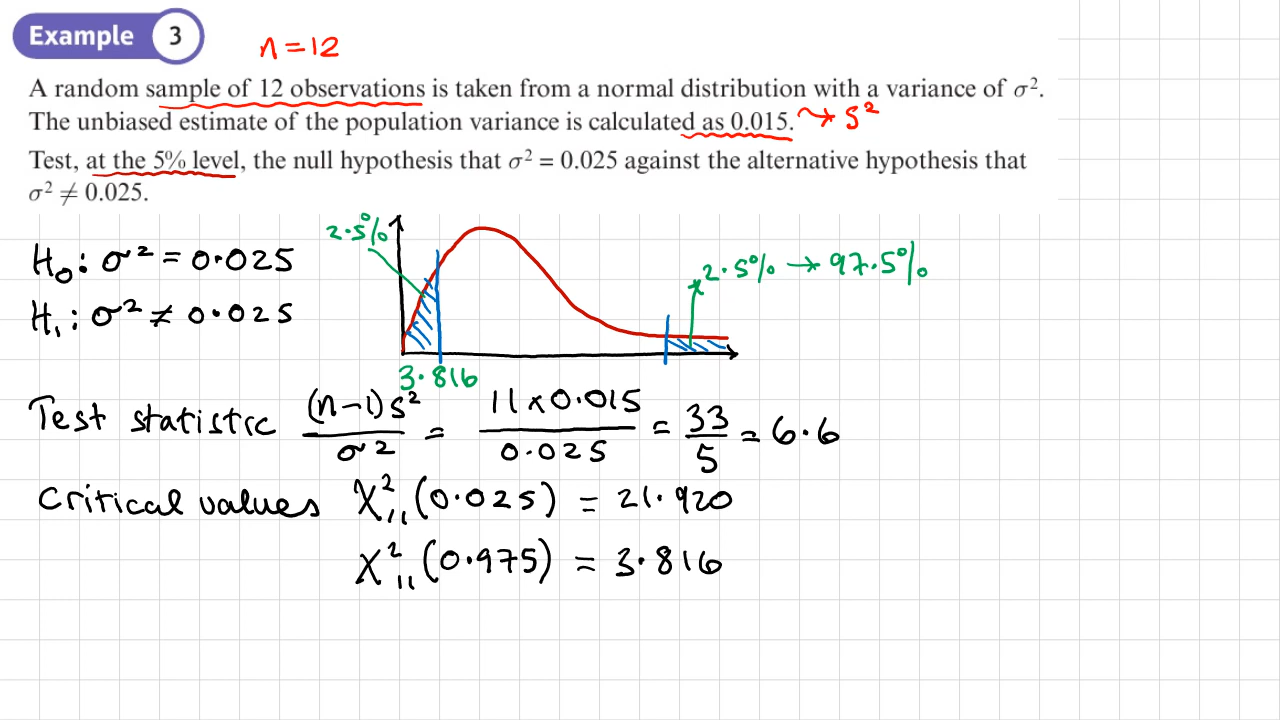 Example 3
n = 12
A random sample of 12 observations is taken from a normal distribution with a variance of σ².
The unbiased estimate of the population variance is calculated as 0.015. → s²
Test, at the 5% level, the null hypothesis that σ² = 0.025 against the alternative hypothesis that
σ² ≠ 0.025.
2.5%
H₀: σ² = 0.025
2.5% → 97.5%
H₁: σ² ≠ 0.025
3.816
Test statistic (n-1)s²/σ² = 11 x 0.015/0.025 = 33/5 = 6.6
Critical values χ²₁₁(0.025) = 21.920
χ²₁₁(0.975) = 3.816